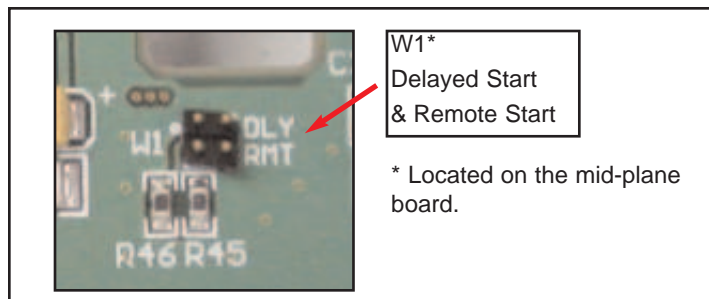 W1*
Delayed Start
& Remote Start
* Located on the mid-plane
board.
+
W1
DLY
RMT
R46 R45